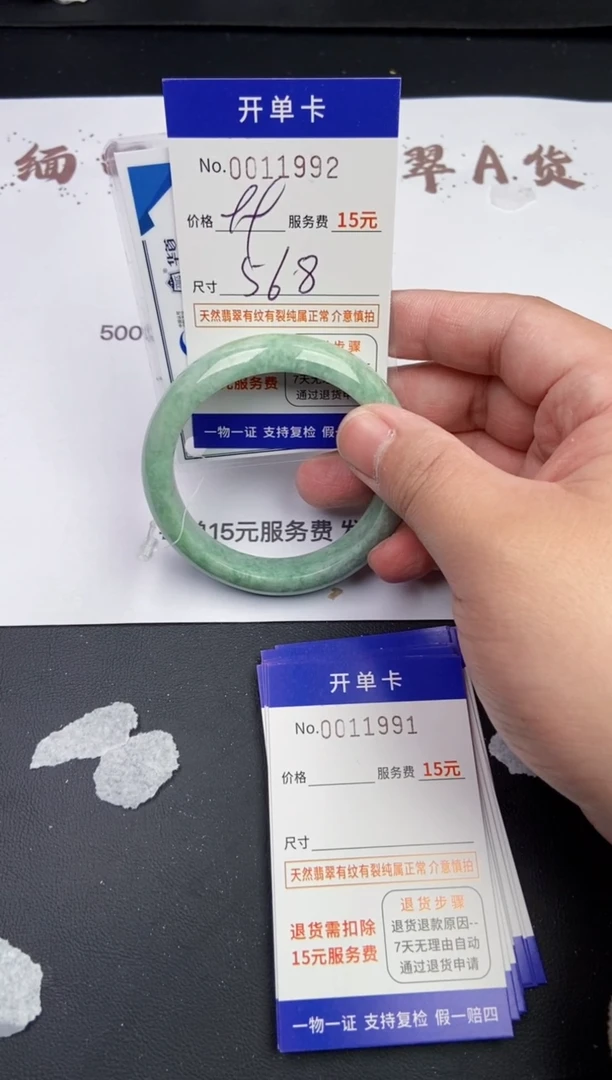 缅
翠A货
开单卡
No.0011992
价格 服务费 15元
尺寸 56.8
天然翡翠有纹有裂纯属正常介意慎拍
步骤
服务费
7天无
通过退货申
一物一证 支持复检 假一
500
15元服务费 发
开单卡
No.0011991
价格 服务费 15元
尺寸
天然翡翠有纹有裂纯属正常介意慎拍
退货需扣除
15元服务费
退货步骤
退货退款原因--
7天无理由自动
通过退货申请
一物一证 支持复检 假一赔四